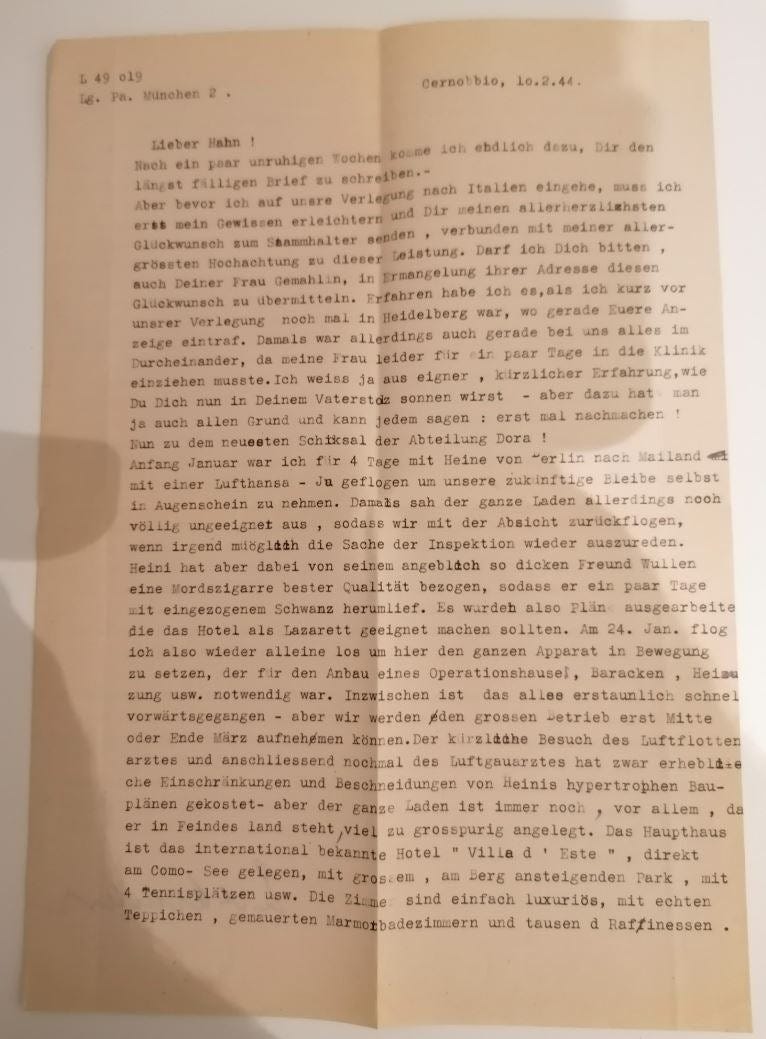 L 49 o19
Lg. Pa. München 2 .
Cernobbio, lo.2.44.
Lieber Hahn !
Nach ein paar unruhigen Wochen komme ich ehdlich dazu, Dir den
längst fälligen Brief zu schreiben.-
Aber bevor ich auf unsre Verlegung nach Italien eingehe, muss ich
erst mein Gewissen erleichtern und Dir meinen allerherzlihsten
Glückwunsch zum Staammhalter senden , verbunden mit meiner aller-
grössten Hochachtung zu dieser Leistung. Darf ich Dich bitten ,
auch Deiner Frau Gemahlin, in Ermangelung ihrer Adresse diesen
Glückwunsch zu übermitteln. Erfahren habe ich es,als ich kurz vor
unsrer Verlegung noch mal in Heidelberg war, wo gerade Euere An-
zeige eintraf. Damals war allerdings auch gerade bei uns alles im
Durcheinander, da meine Frau leider für ein paar Tage in die Klinik
einziehen musste.Ich weiss ja aus eigner , kürzlicher Erfahrung,wie
Du Dich nun in Deinem Vaterstolz sonnen wirst - aber dazu hat man
ja auch allen Grund und kann jedem sagen : erst mal nachmachen !
Nun zu dem neuesten Schiksal der Abteilung Dora !
Anfang Januar war ich für 4 Tage mit Heine von Berlin nach Mailand
mit einer Lufthansa - Ju geflogen um unsere zukünftige Bleibe selbst
in Augenschein zu nehmen. Damals sah der ganze Laden allerdings noch
völlig ungeeignet aus , sodass wir mit der Absicht zurückflogen,
wenn irgend möglich die Sache der Inspektion wieder auszureden.
Heini hat aber dabei von seinem angeblich so dicken Freund Wullen
eine Mordszigarre bester Qualität bezogen, sodass er ein paar Tage
mit eingezogenem Schwanz herumlief. Es wurdeh also Plän ausgearbeite
die das Hotel als Lazarett geeignet machen sollten. Am 24. Jan. flog
ich also wieder alleine los um hier den ganzen Apparat in Bewegung
zu setzen, der für den Anbau eines Operationshauses, Baracken , Heizu
zung usw. notwendig war. Inzwischen ist das alles erstaunlich schnel
vorwärtsgegangen - aber wir werden den grossen Betrieb erst Mitte
oder Ende März aufnehmen können.Der kürzliche Besuch des Luftflotten
arztes und anschliessend nochmal des Luftgauarztes hat zwar erhebli
che Einschränkungen und Beschneidungen von Heinis hypertrophen Bau-
plänen gekostet- aber der ganze Laden ist immer noch , vor allem , da
er in Feindes land steht,viel zu grosspurig angelegt. Das Haupthaus
ist das international bekannte Hotel " Villa d ' Este " , direkt
am Como- See gelegen, mit grossem , am Berg ansteigenden Park , mit
4 Tennisplätzen usw. Die Zimme sind einfach luxuriös, mit echten
Teppichen , gemauerten Marmorbadezimmern und tausen d Raffinessen .